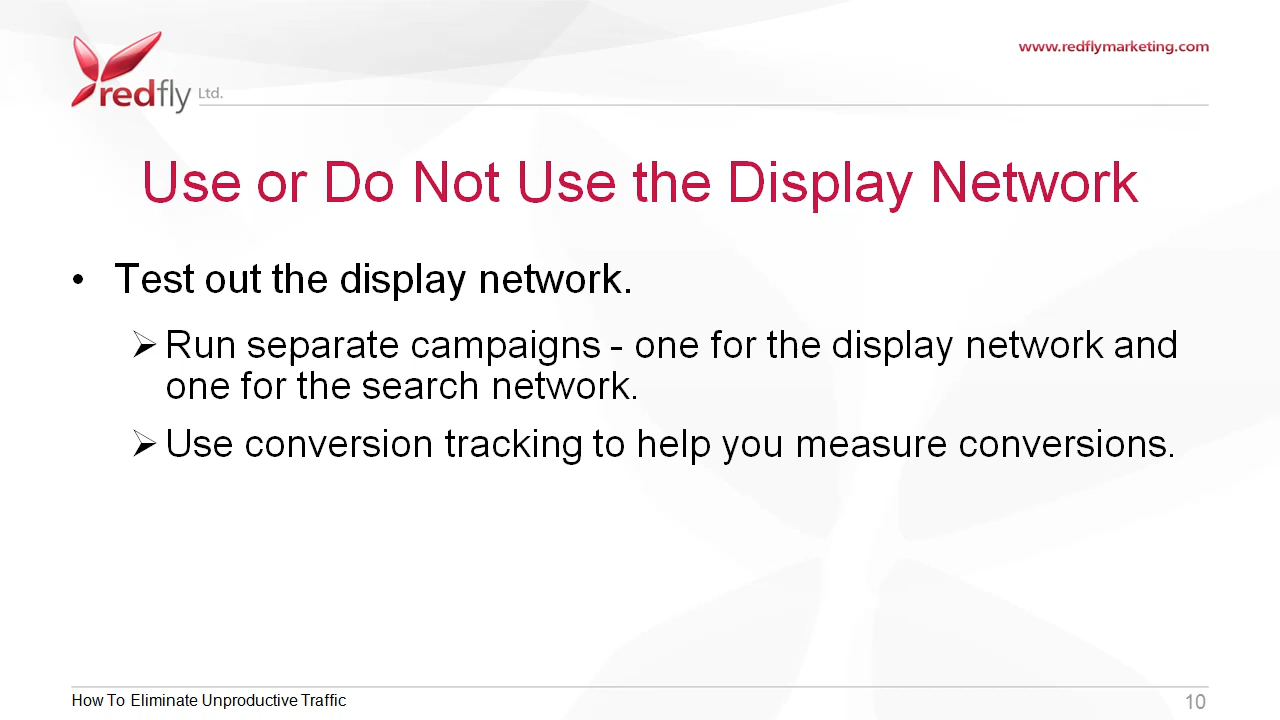 redfly Ltd.
www.redflymarketing.com
Use or Do Not Use the Display Network
• Test out the display network.
➢ Run separate campaigns - one for the display network and
one for the search network.
➢ Use conversion tracking to help you measure conversions.
How To Eliminate Unproductive Traffic
10